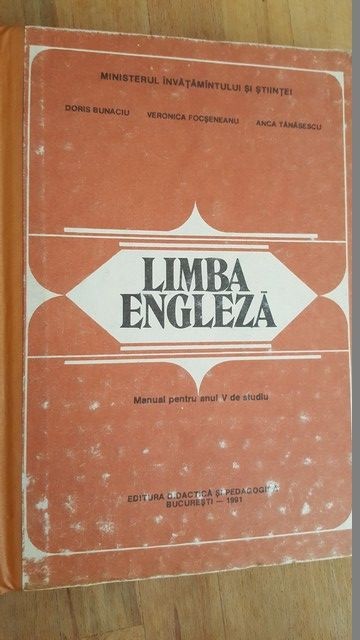 MINISTERUL ÎNVĂȚĂMÎNTULUI ȘI ȘTIINȚEI
DORIS BUNACIU VERONICA FOCȘENEANU ANCA TĂNĂSESCU
LIMBA
ENGLEZĂ
Manual pentru anul V de studiu
EDITURA DIDACTICĂ ȘI PEDAGOGICĂ
BUCUREȘTI — 1991